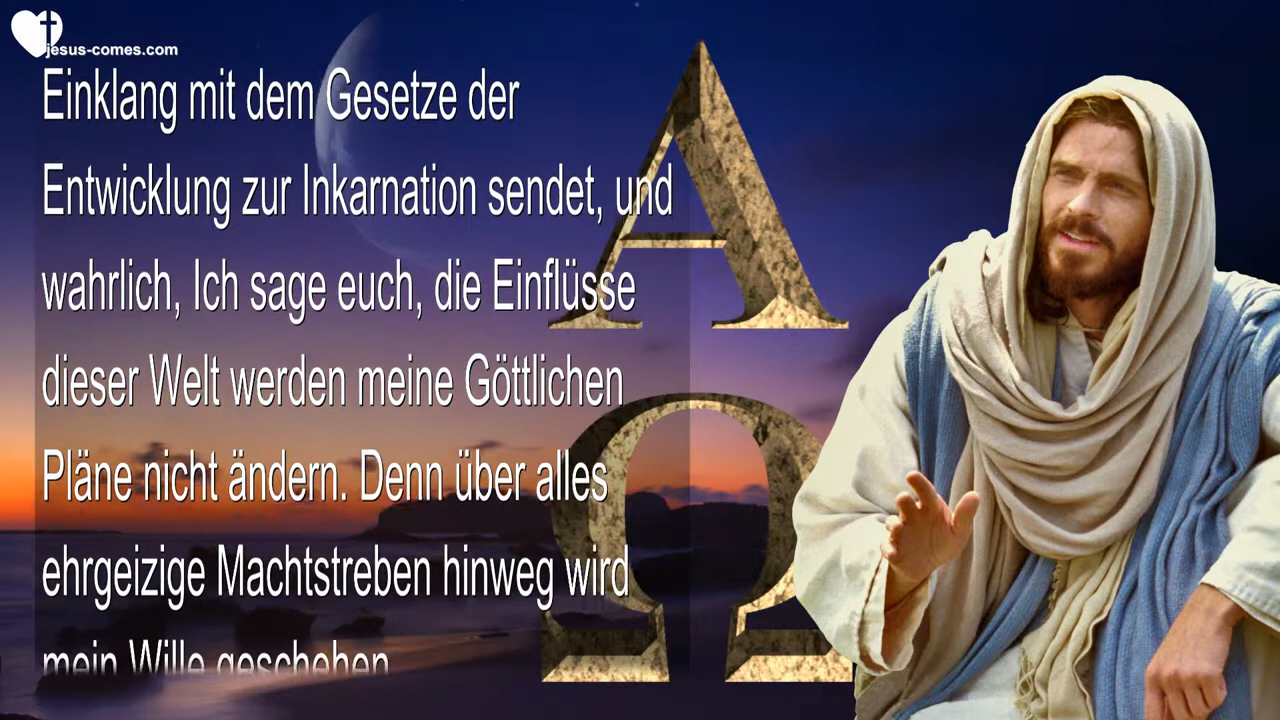 jesus-comes.com
Einklang mit dem Gesetze der
Entwicklung zur Inkarnation sendet, und
wahrlich, Ich sage euch, die Einflüsse
dieser Welt werden meine Göttlichen
Pläne nicht ändern. Denn über alles
ehrgeizige Machtstreben hinweg wird
mein Wille geschehen
Α
Ω